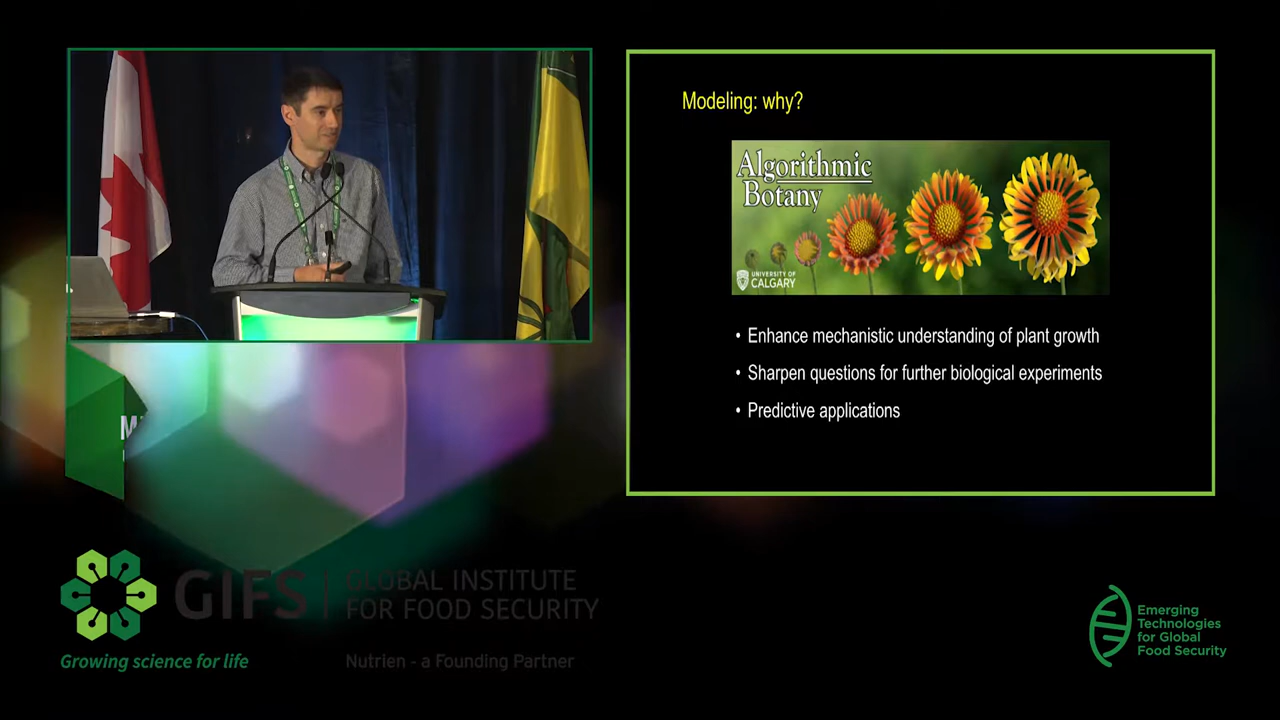 Modeling: why?
Algorithmic
Botany
UNIVERSITY OF
CALGARY
• Enhance mechanistic understanding of plant growth
• Sharpen questions for further biological experiments
• Predictive applications
GIFS
GLOBAL INSTITUTE
FOR FOOD SECURITY
Growing science for life
Nutrien - a Founding Partner
Emerging
Technologies
for Global
Food Security